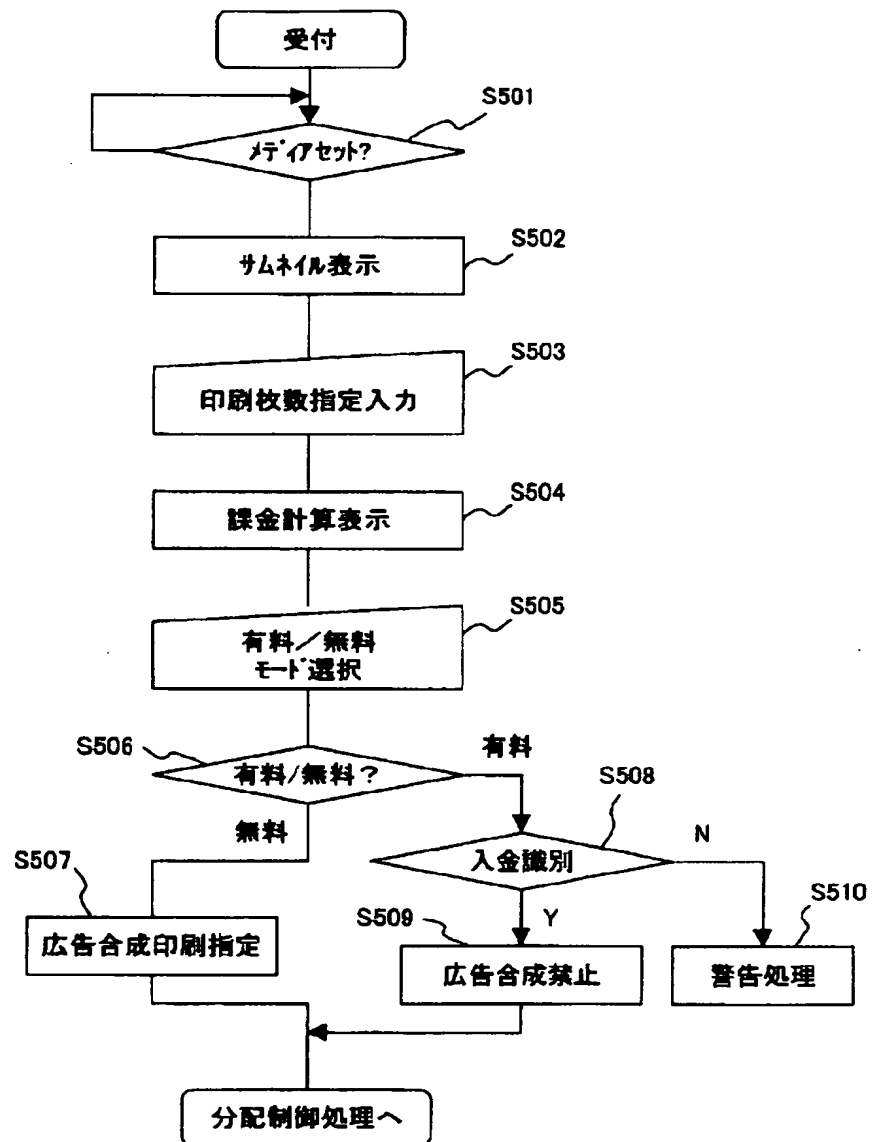 受付
S501
メディアセット?
S502
サムネイル表示
S503
印刷枚数指定入力
S504
課金計算表示
S505
有料/無料
モード選択
S506
有料/無料?
有料
無料
S508
入金識別
N
Y
S507
広告合成印刷指定
S509
広告合成禁止
S510
警告処理
分配制御処理へ